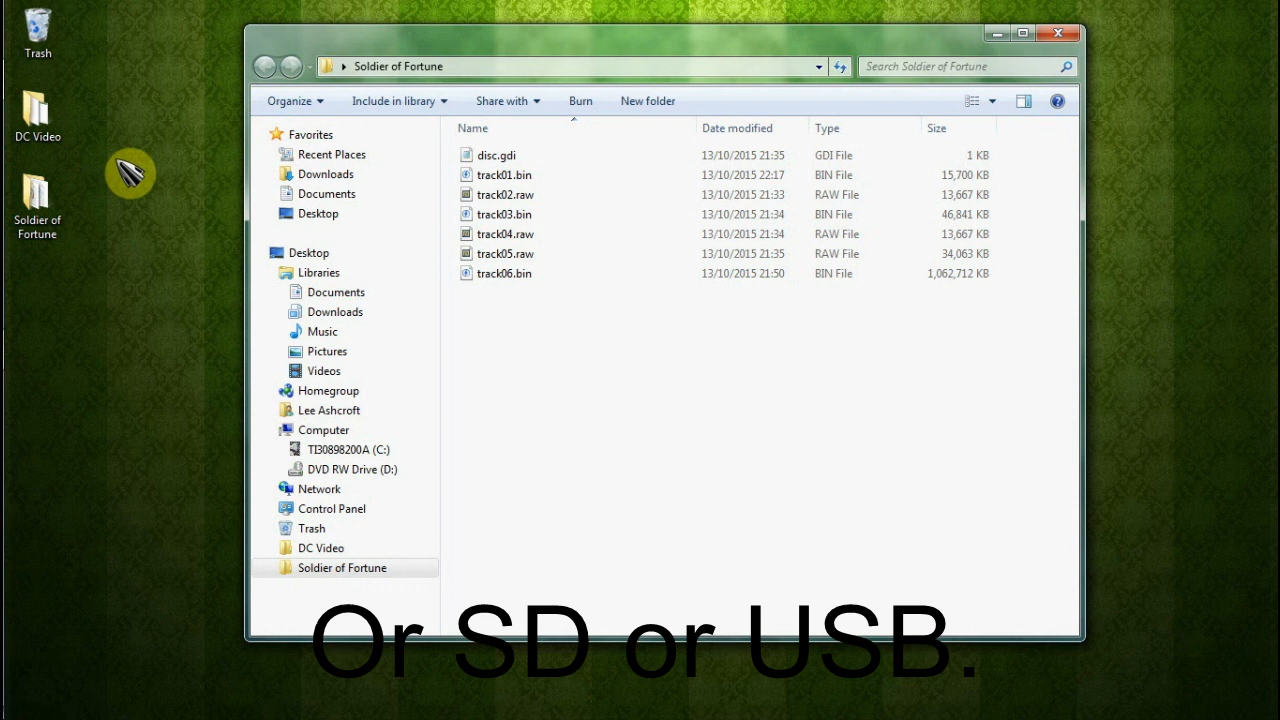 Trash
DC Video
Soldier of
Fortune
Soldier of Fortune
Search Soldier of Fortune
Organize Include in library Share with Burn New folder
Name Date modified Type Size
disc.gdi 13/10/2015 21:35 GDI File 1 KB
track01.bin 13/10/2015 22:17 BIN File 15,700 KB
track02.raw 13/10/2015 21:33 RAW File 13,667 KB
track03.bin 13/10/2015 21:34 BIN File 46,841 KB
track04.raw 13/10/2015 21:34 RAW File 13,667 KB
track05.raw 13/10/2015 21:35 RAW File 34,063 KB
track06.bin 13/10/2015 21:50 BIN File 1,062,712 KB
Favorites
Recent Places
Downloads
Documents
Desktop
Desktop
Libraries
Documents
Downloads
Music
Pictures
Videos
Homegroup
Lee Ashcroft
Computer
TI30898200A (C:)
DVD RW Drive (D:)
Network
Control Panel
Trash
DC Video
Soldier of Fortune
Or SD or USB.